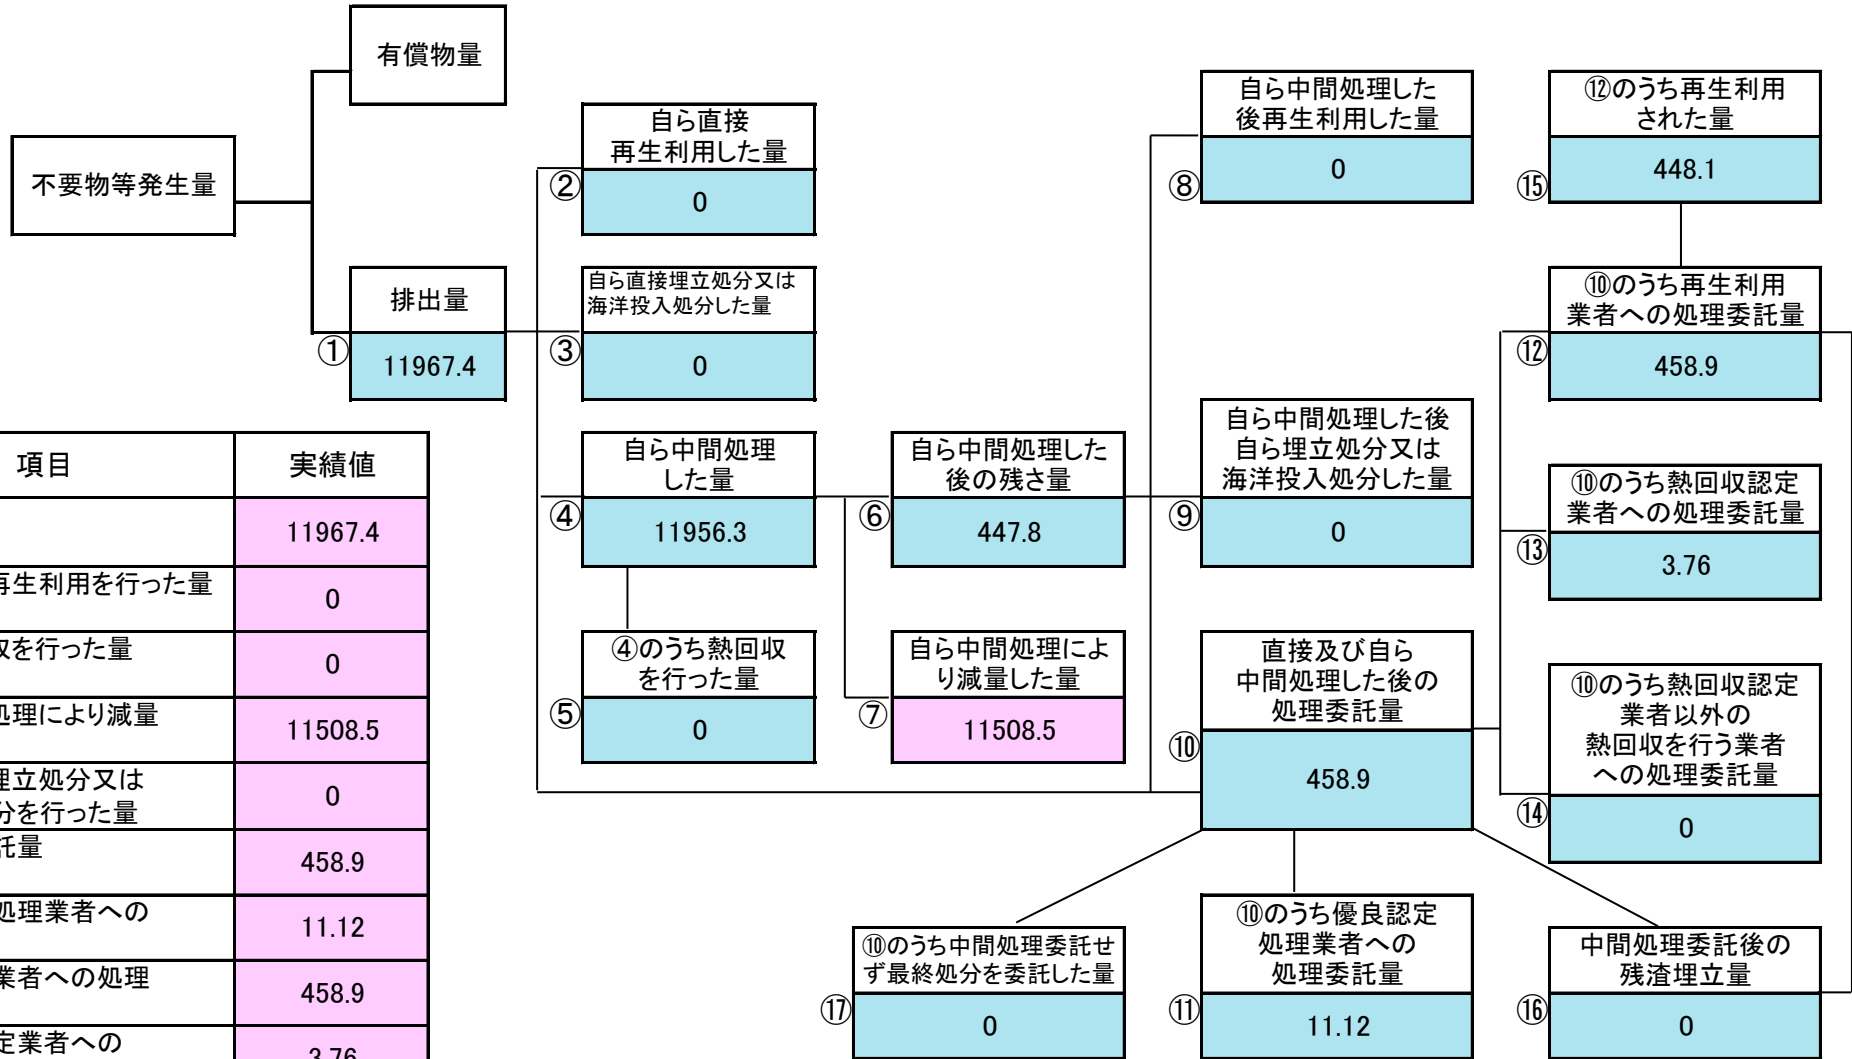 有償物量
不要物等発生量
排出量
①
11967.4
自ら直接
再生利用した量
②
0
自ら直接埋立処分又は
海洋投入処分した量
③
0
自ら中間処理
した量
④
11956.3
④のうち熱回収
を行った量
⑤
0
自ら中間処理した
後の残さ量
⑥
447.8
自ら中間処理によ
り減量した量
⑦
11508.5
自ら中間処理した
後再生利用した量
⑧
0
自ら中間処理した後
自ら埋立処分又は
海洋投入処分した量
⑨
0
直接及び自ら
中間処理した後の
処理委託量
⑩
458.9
⑩のうち優良認定
処理業者への
処理委託量
⑪
11.12
⑫のうち再生利用
された量
⑮
448.1
⑩のうち再生利用
業者への処理委託量
⑫
458.9
⑩のうち熱回収認定
業者への処理委託量
⑬
3.76
⑩のうち熱回収認定
業者以外の
熱回収を行う業者
への処理委託量
⑭
0
中間処理委託後の
残渣埋立量
⑯
0
⑩のうち中間処理委託せ
ず最終処分を委託した量
⑰
0
項目 実績値
11967.4
再生利用を行った量
0
を行った量
0
処理により減量
11508.5
埋立処分又は
分を行った量
0
託量
458.9
処理業者への
11.12
業者への処理
458.9
定業者への
3.76